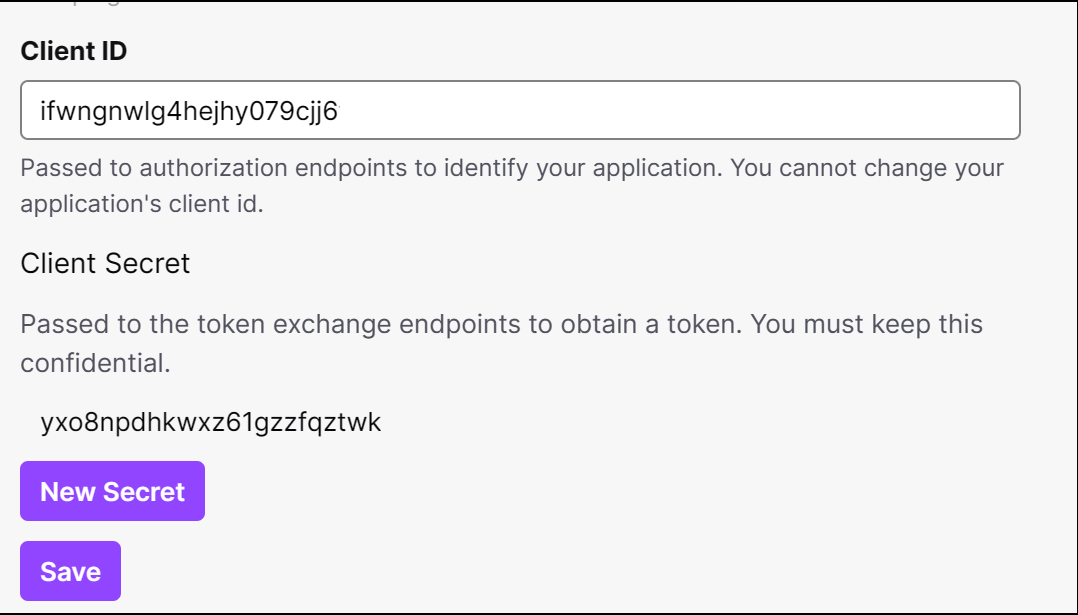 Client ID
ifwngnwlg4hejhy079cjj6
Passed to authorization endpoints to identify your application. You cannot change your
application's client id.
Client Secret
Passed to the token exchange endpoints to obtain a token. You must keep this
confidential.
yxo8npdhkwxz61gzzfqztwk
New Secret
Save